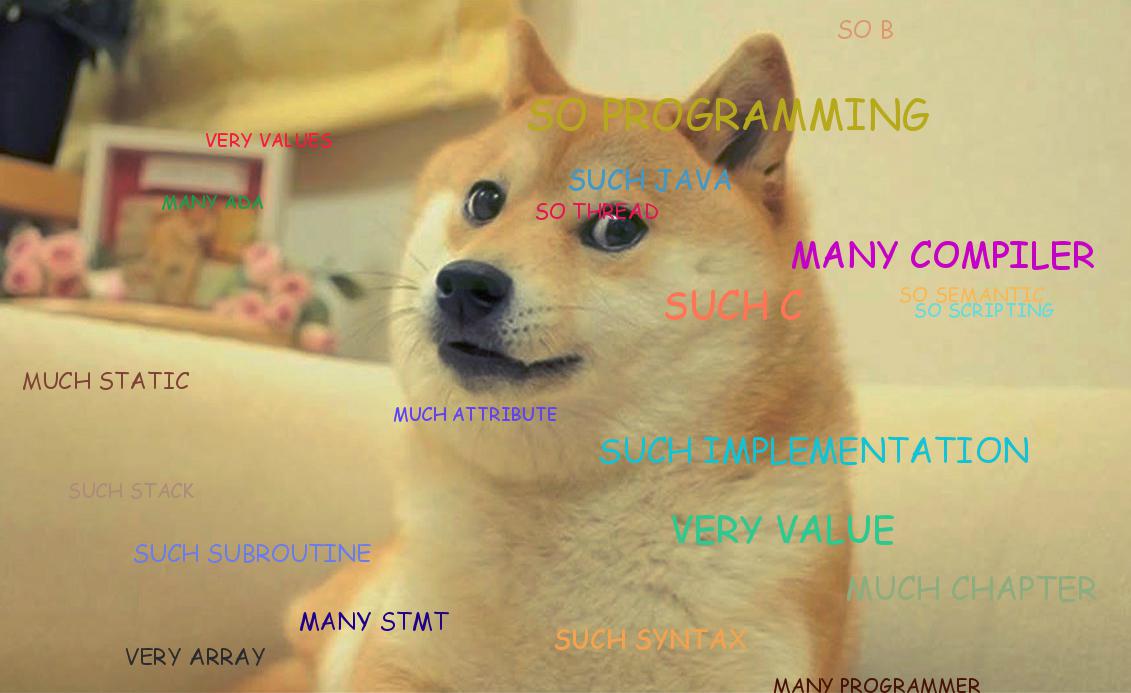 SO B
SO PROGRAMMING
VERY VALUES
SUCH JAVA
MANY ADA
SO THREAD
MANY COMPILER
SO SEMANTIC
SUCH C
SO SCRIPTING
MUCH STATIC
MUCH ATTRIBUTE
SUCH IMPLEMENTATION
SUCH STACK
VERY VALUE
SUCH SUBROUTINE
MUCH CHAPTER
MANY STMT
SUCH SYNTAX
VERY ARRAY
MANY PROGRAMMER